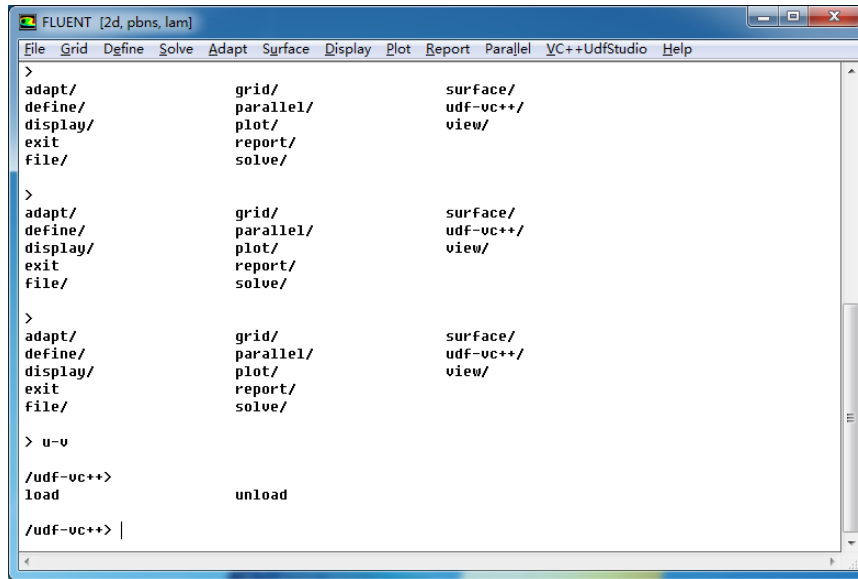 FLUENT [2d, pbns, lam]
File Grid Define Solve Adapt Surface Display Plot Report Parallel VC++UdfStudio Help
>
adapt/ grid/ surface/
define/ parallel/ udf-vc++/
display/ plot/ view/
exit report/
file/ solve/
>
adapt/ grid/ surface/
define/ parallel/ udf-vc++/
display/ plot/ view/
exit report/
file/ solve/
>
adapt/ grid/ surface/
define/ parallel/ udf-vc++/
display/ plot/ view/
exit report/
file/ solve/
> u-v
/udf-vc++>
load unload
/udf-vc++>